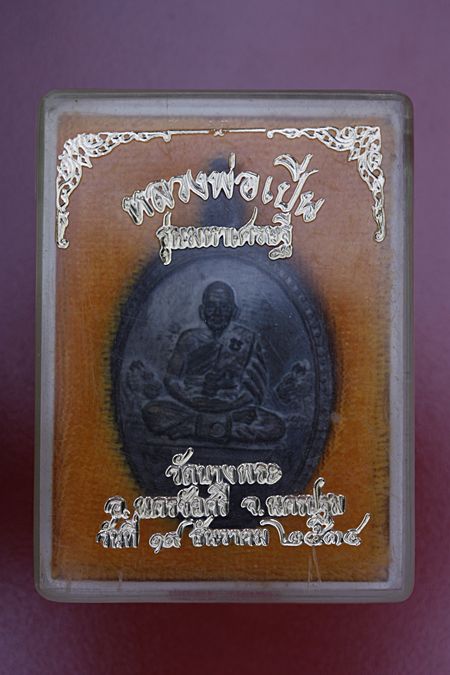 หลวงพ่อเปิ่น
รุ่นมหาเศรษฐี
วัดบางพระ
อ. นครชัยศรี จ. นครปฐม
วันที่ ๑๙ ธันวาคม ๒๕๓๕